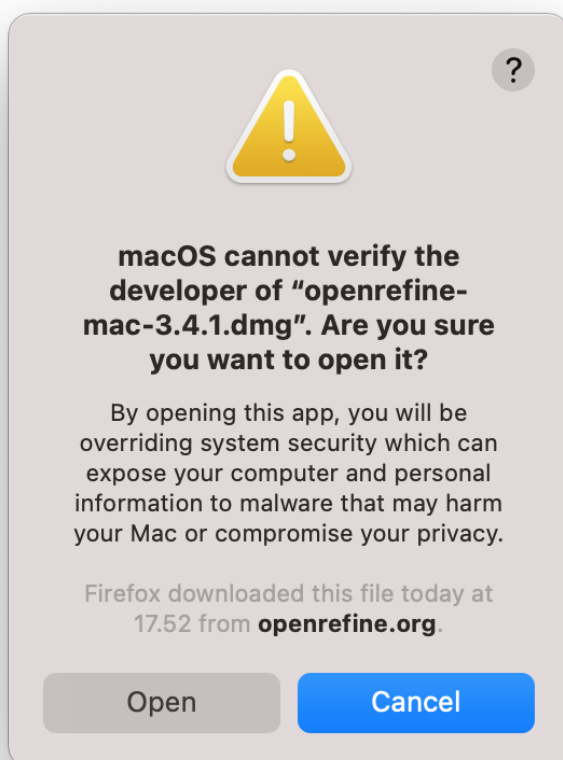 ?
macOS cannot verify the
developer of “openrefine-
mac-3.4.1.dmg”. Are you sure
you want to open it?
By opening this app, you will be
overriding system security which can
expose your computer and personal
information to malware that may harm
your Mac or compromise your privacy.
Firefox downloaded this file today at
17.52 from openrefine.org.
Open
Cancel